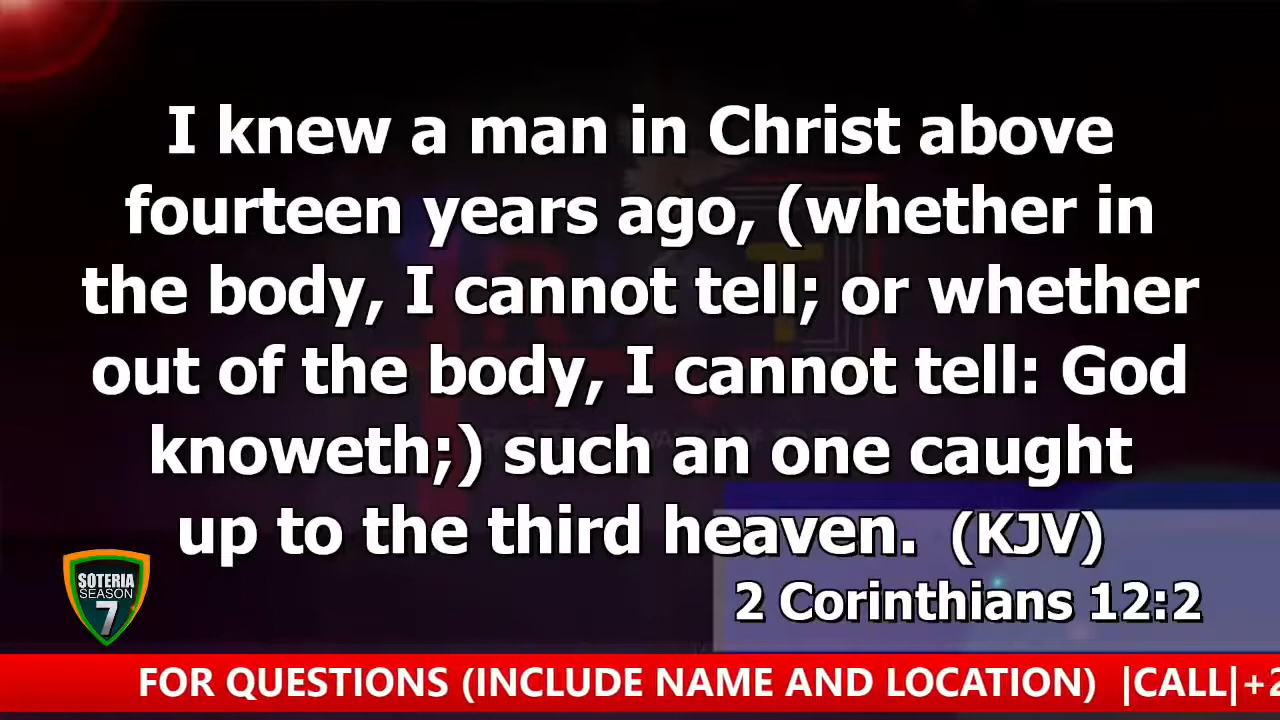 I knew a man in Christ above
fourteen years ago, (whether in
the body, I cannot tell; or whether
out of the body, I cannot tell: God
knoweth;) such an one caught
up to the third heaven. (KJV)
2 Corinthians 12:2
SOTERIA
SEASON
7
FOR QUESTIONS (INCLUDE NAME AND LOCATION) |CALL|+2